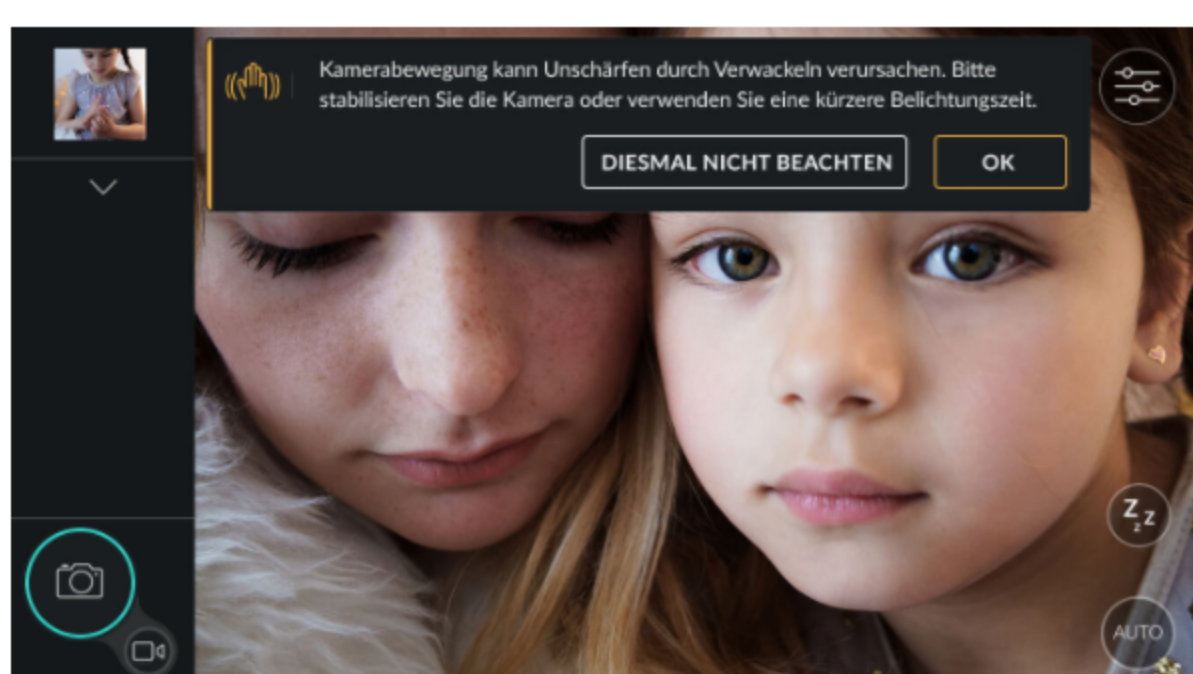 Kamerabewegung kann Unschärfen durch Verwackeln verursachen. Bitte
stabilisieren Sie die Kamera oder verwenden Sie eine kürzere Belichtungszeit.
DIESMAL NICHT BEACHTEN OK
Z z z
AUTO